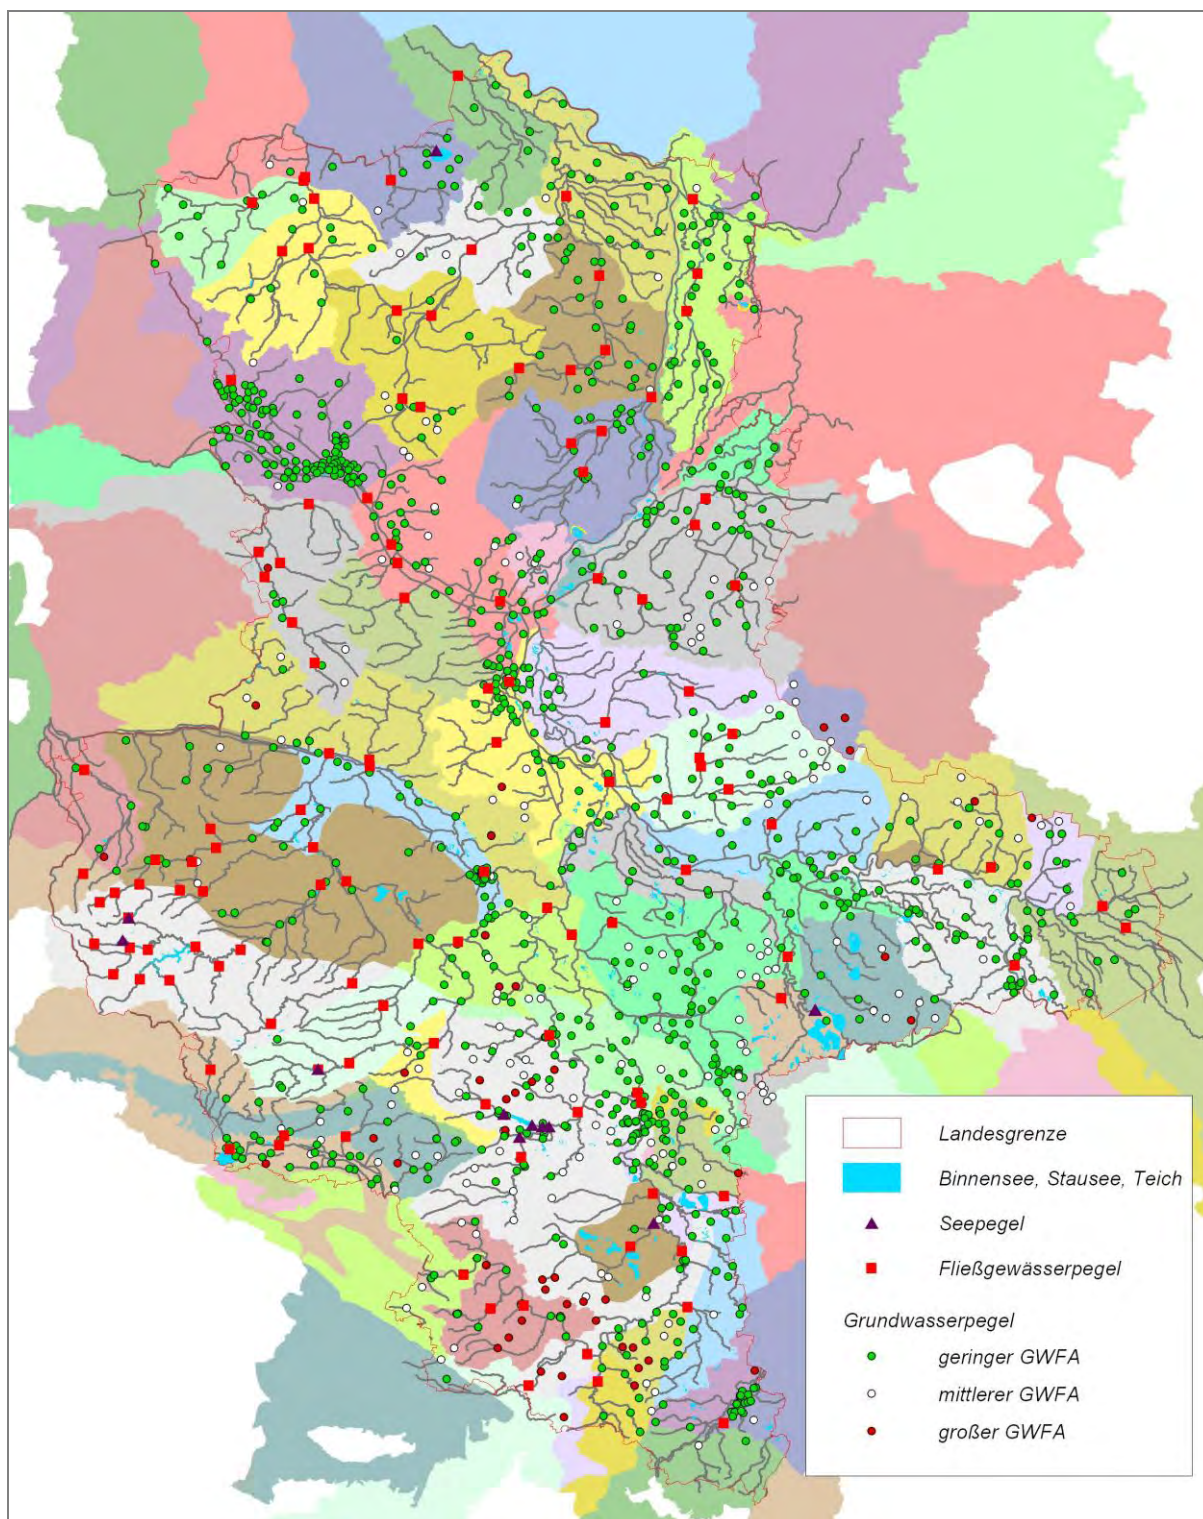 Landesgrenze
Binnensee, Stausee, Teich
Seepegel
Fließgewässerpegel
Grundwasserpegel
geringer GWFA
mittlerer GWFA
großer GWFA